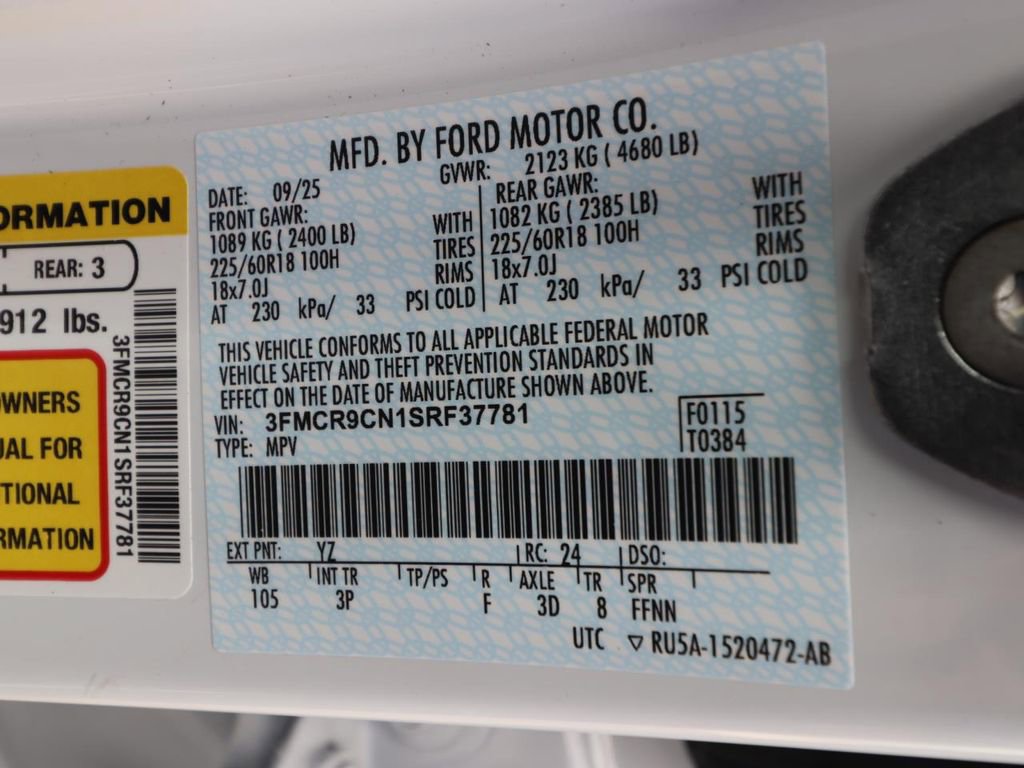 ORMATION
REAR: 3
912 lbs.
3FMCR9CN1SRF37781
OWNERS
UAL FOR
TIONAL
RMATION
MFD. BY FORD MOTOR CO.
DATE: 09/25 GVWR: 2123 KG ( 4680 LB)
FRONT GAWR: REAR GAWR:
1089 KG ( 2400 LB) WITH 1082 KG ( 2385 LB) WITH
225/60R18 100H TIRES 225/60R18 100H TIRES
18x7.0J RIMS 18x7.0J RIMS
AT 230 kPa/ 33 PSI COLD AT 230 kPa/ 33 PSI COLD
THIS VEHICLE CONFORMS TO ALL APPLICABLE FEDERAL MOTOR
VEHICLE SAFETY AND THEFT PREVENTION STANDARDS IN
EFFECT ON THE DATE OF MANUFACTURE SHOWN ABOVE.
VIN: 3FMCR9CN1SRF37781 F0115
TYPE: MPV T0384
EXT PNT: YZ RC: 24 DSO:
WB INT TR TP/PS R AXLE TR SPR
105 3P F 3D 8 FFNN
UTC ▽ RU5A-1520472-AB